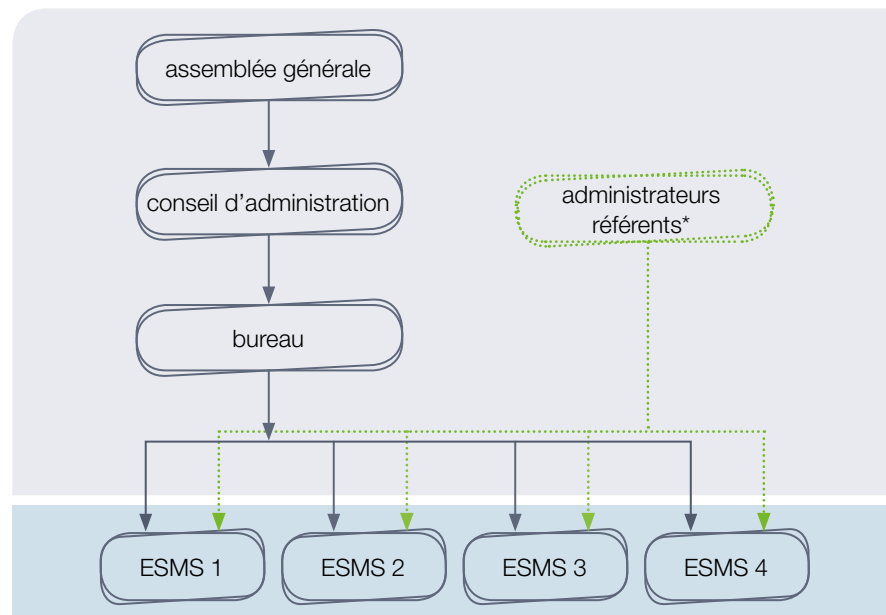 assemblée générale
conseil d’administration
administrateurs
référents*
bureau
ESMS 1
ESMS 2
ESMS 3
ESMS 4